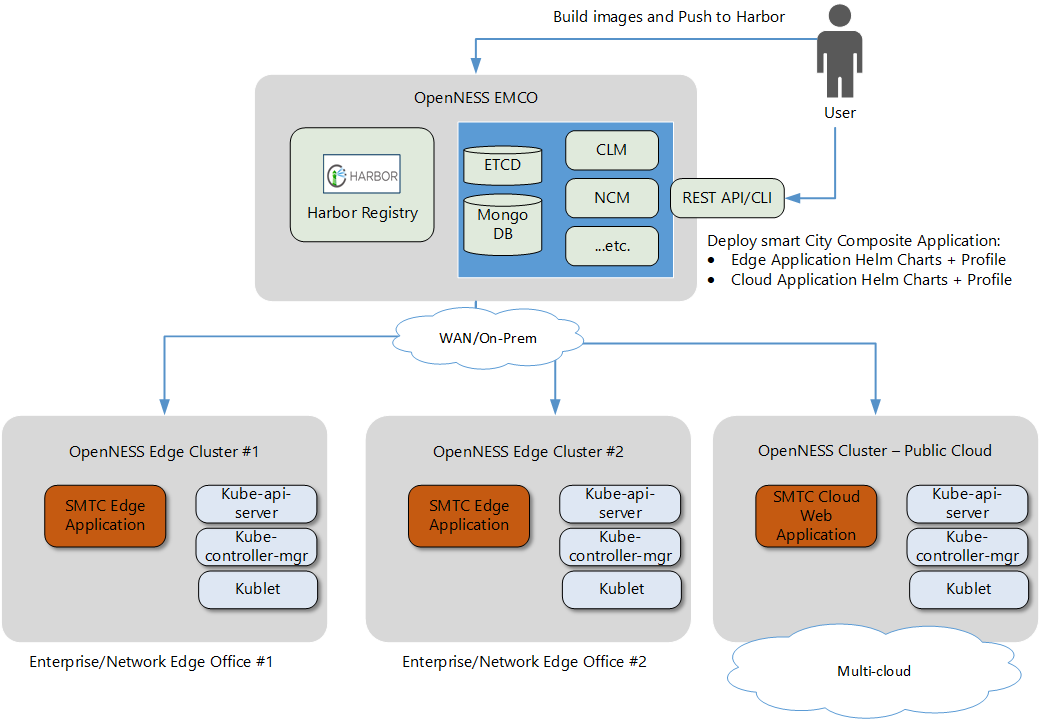 Build images and Push to Harbor
User
OpenNESS EMCO
HARBOR
Harbor Registry
ETCD
Mongo
DB
CLM
NCM
...etc.
REST API/CLI
Deploy smart City Composite Application:
• Edge Application Helm Charts + Profile
• Cloud Application Helm Charts + Profile
WAN/On-Prem
OpenNESS Edge Cluster #1
SMTC Edge
Application
Kube-api-
server
Kube-
controller-mgr
Kublet
Enterprise/Network Edge Office #1
OpenNESS Edge Cluster #2
SMTC Edge
Application
Kube-api-
server
Kube-
controller-mgr
Kublet
Enterprise/Network Edge Office #2
OpenNESS Cluster – Public Cloud
SMTC Cloud
Web
Application
Kube-api-
server
Kube-
controller-mgr
Kublet
Multi-cloud